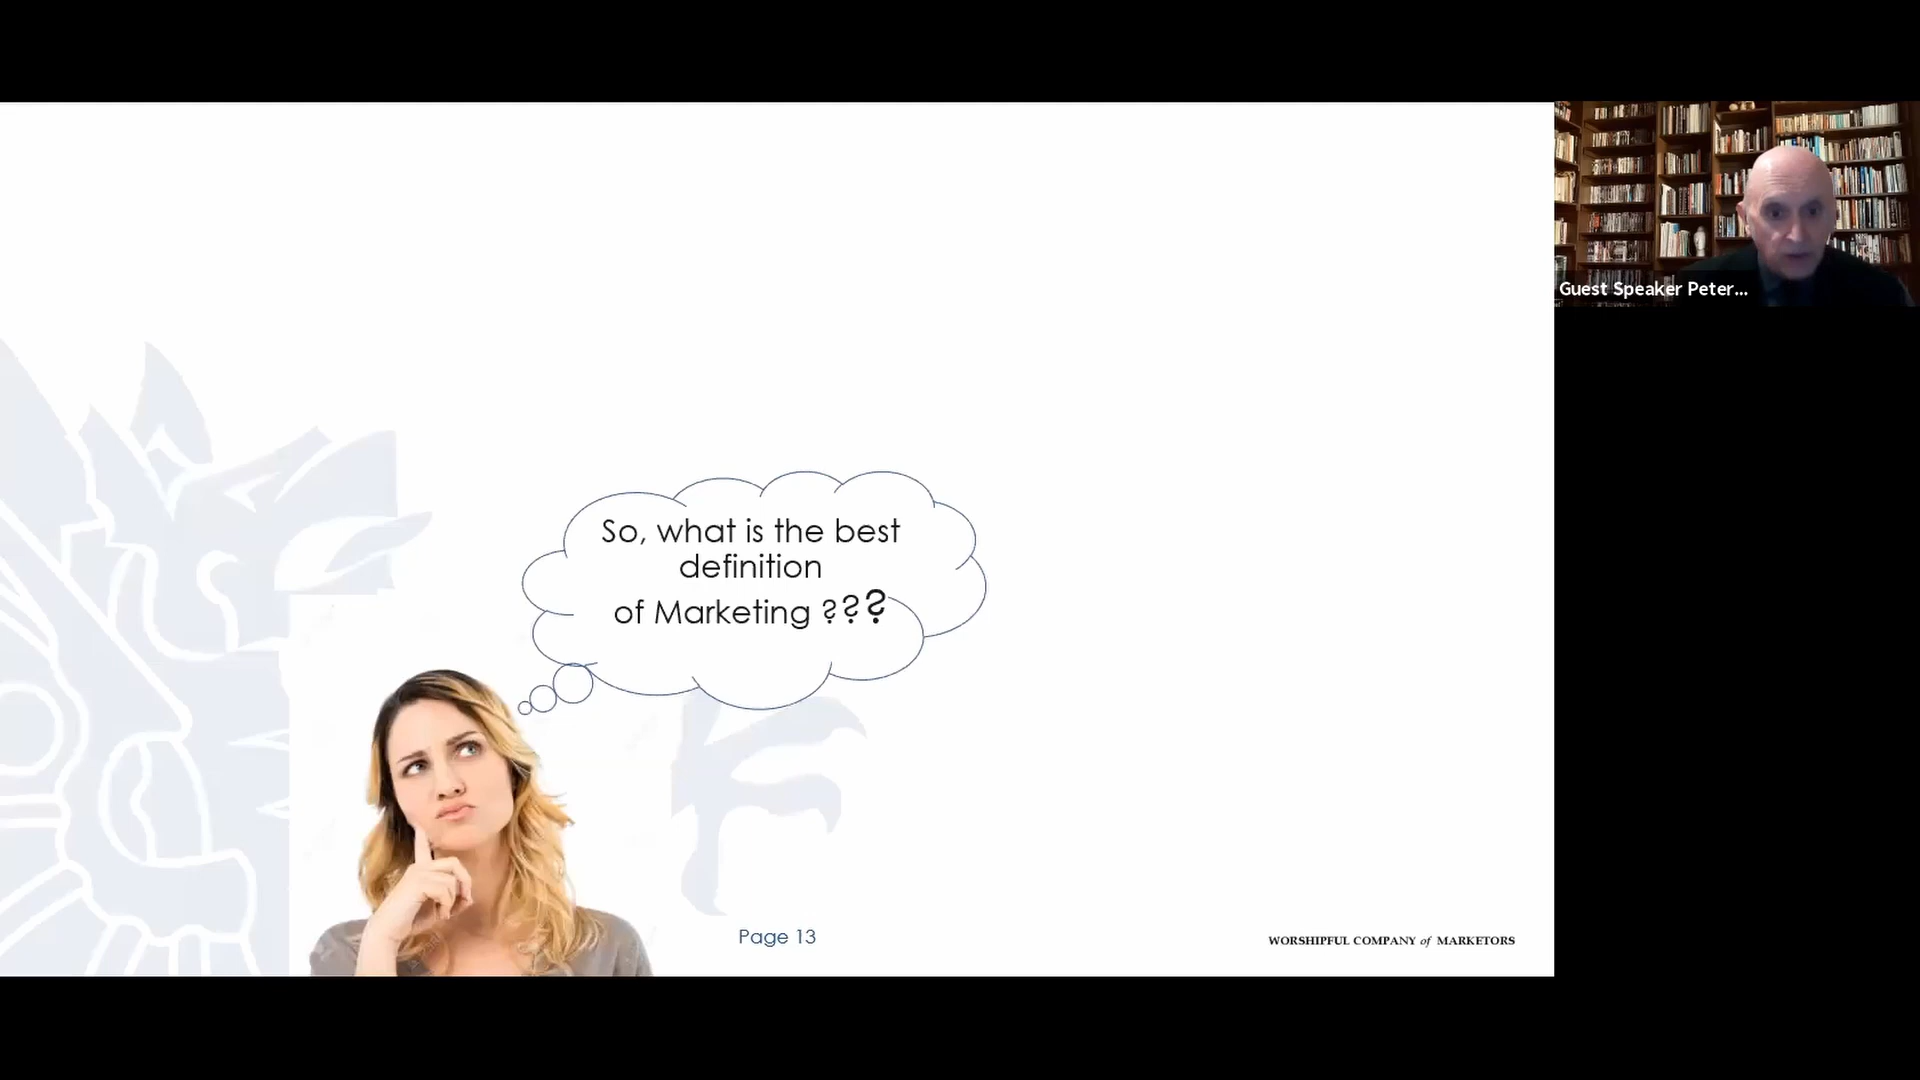 So, what is the best
definition
of Marketing ???
Guest Speaker Peter...
Page 13
WORSHIPFUL COMPANY of MARKETORS